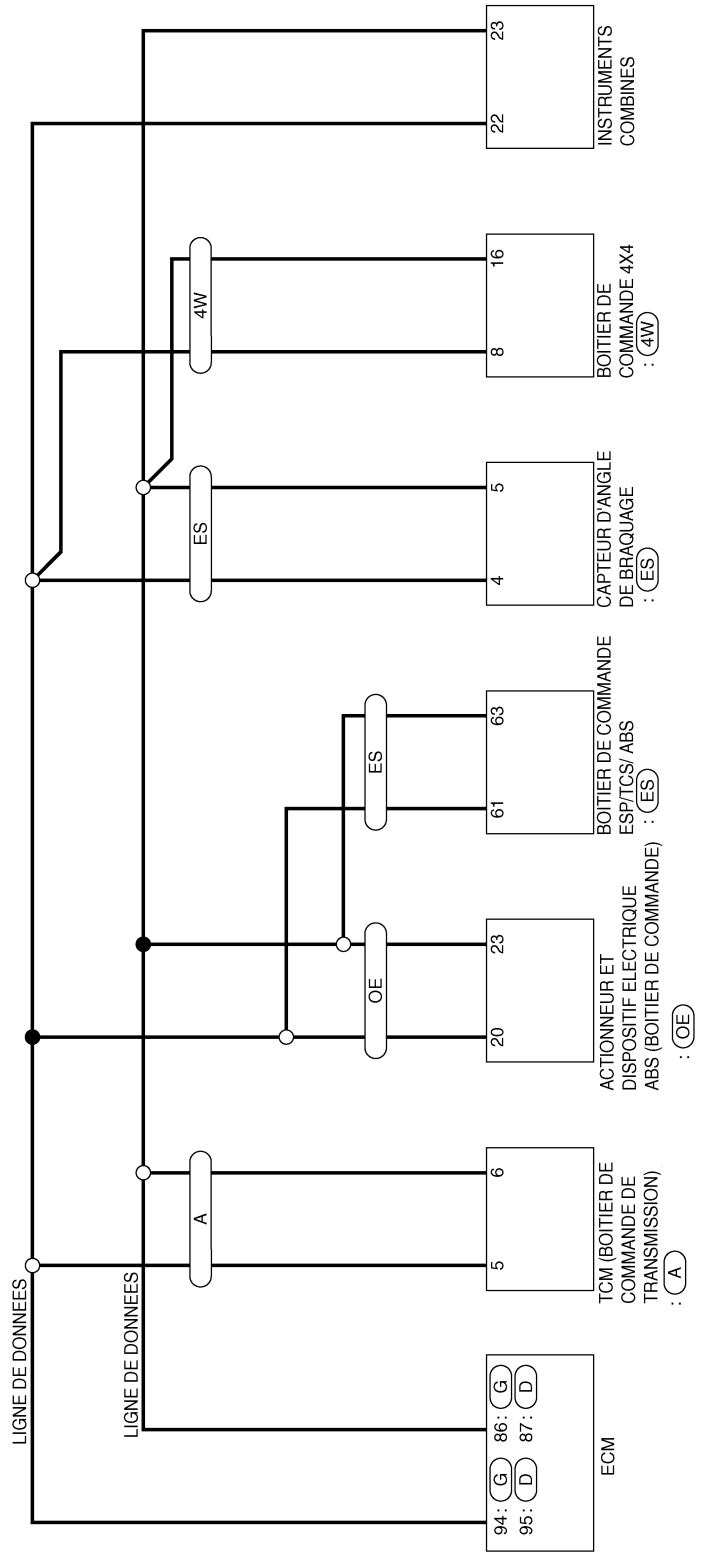 LIGNE DE DONNEES
LIGNE DE DONNEES
A
OE
ES
ES
4W
94: G
95: D
86: G
87: D
ECM
5
6
TCM (BOITIER DE
COMMANDE DE
TRANSMISSION)
: A
20
23
ACTIONNEUR ET
DISPOSITIF ELECTRIQUE
ABS (BOITIER DE COMMANDE)
: OE
61
63
BOITIER DE COMMANDE
ESP/TCS/ ABS
: ES
4
5
CAPTEUR D'ANGLE
DE BRAQUAGE
: ES
8
16
BOITIER DE
COMMANDE 4X4
: 4W
22
23
INSTRUMENTS
COMBINES